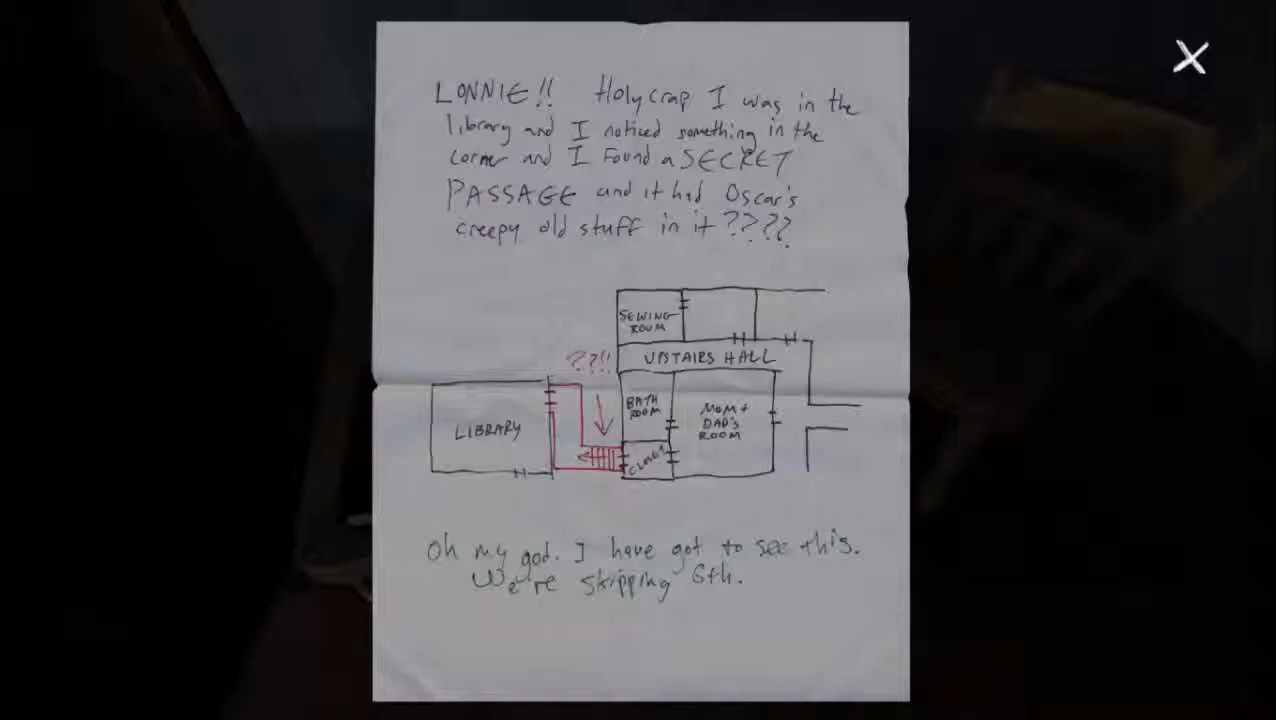 LONNIE!! Holy crap I was in the
library and I noticed something in the
corner and I found a SECRET
PASSAGE and it had Oscar's
creepy old stuff in it ????
SEWING
ROOM
UPSTAIRS HALL
??!!
BATH
ROOM
MOM +
DAD'S
ROOM
LIBRARY
CLOSET
Oh my god. I have got to see this.
We're skipping 6th.